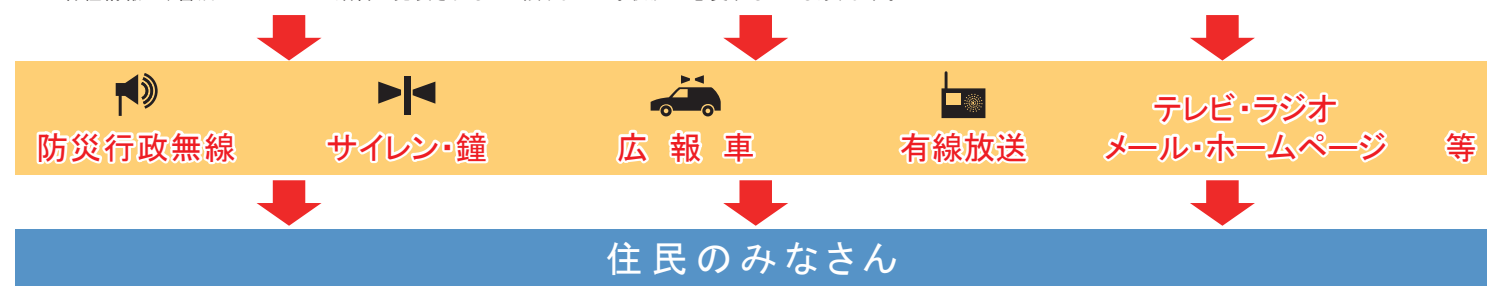 防災行政無線 サイレン・鐘 広報車 有線放送 テレビ・ラジオ
メール・ホームページ 等
住民のみなさん